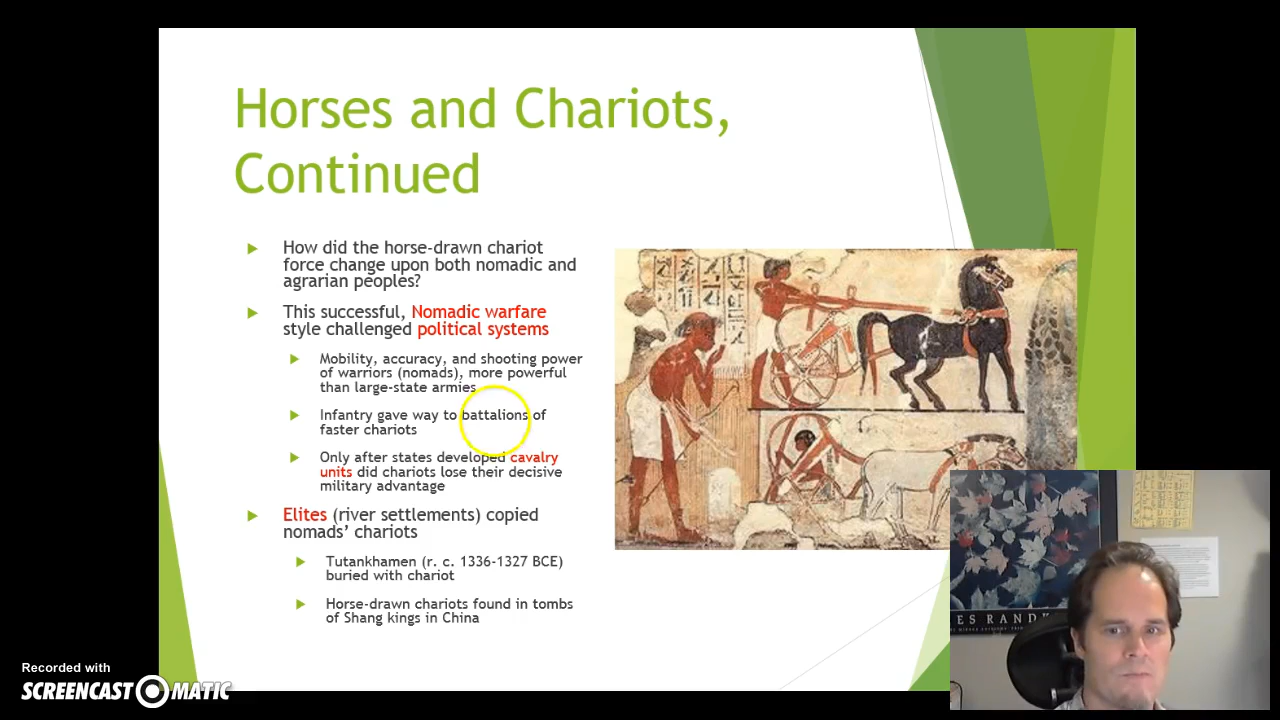 Horses and Chariots,
Continued
How did the horse-drawn chariot
force change upon both nomadic and
agrarian peoples?
This successful, Nomadic warfare
style challenged political systems
Mobility, accuracy, and shooting power
of warriors (nomads), more powerful
than large-state armies
Infantry gave way to battalions of
faster chariots
Only after states developed cavalry
units did chariots lose their decisive
military advantage
Elites (river settlements) copied
nomads' chariots
Tutankhamen (r. c. 1336-1327 BCE)
buried with chariot
Horse-drawn chariots found in tombs
of Shang kings in China
Recorded with
SCREENCAST MATIC